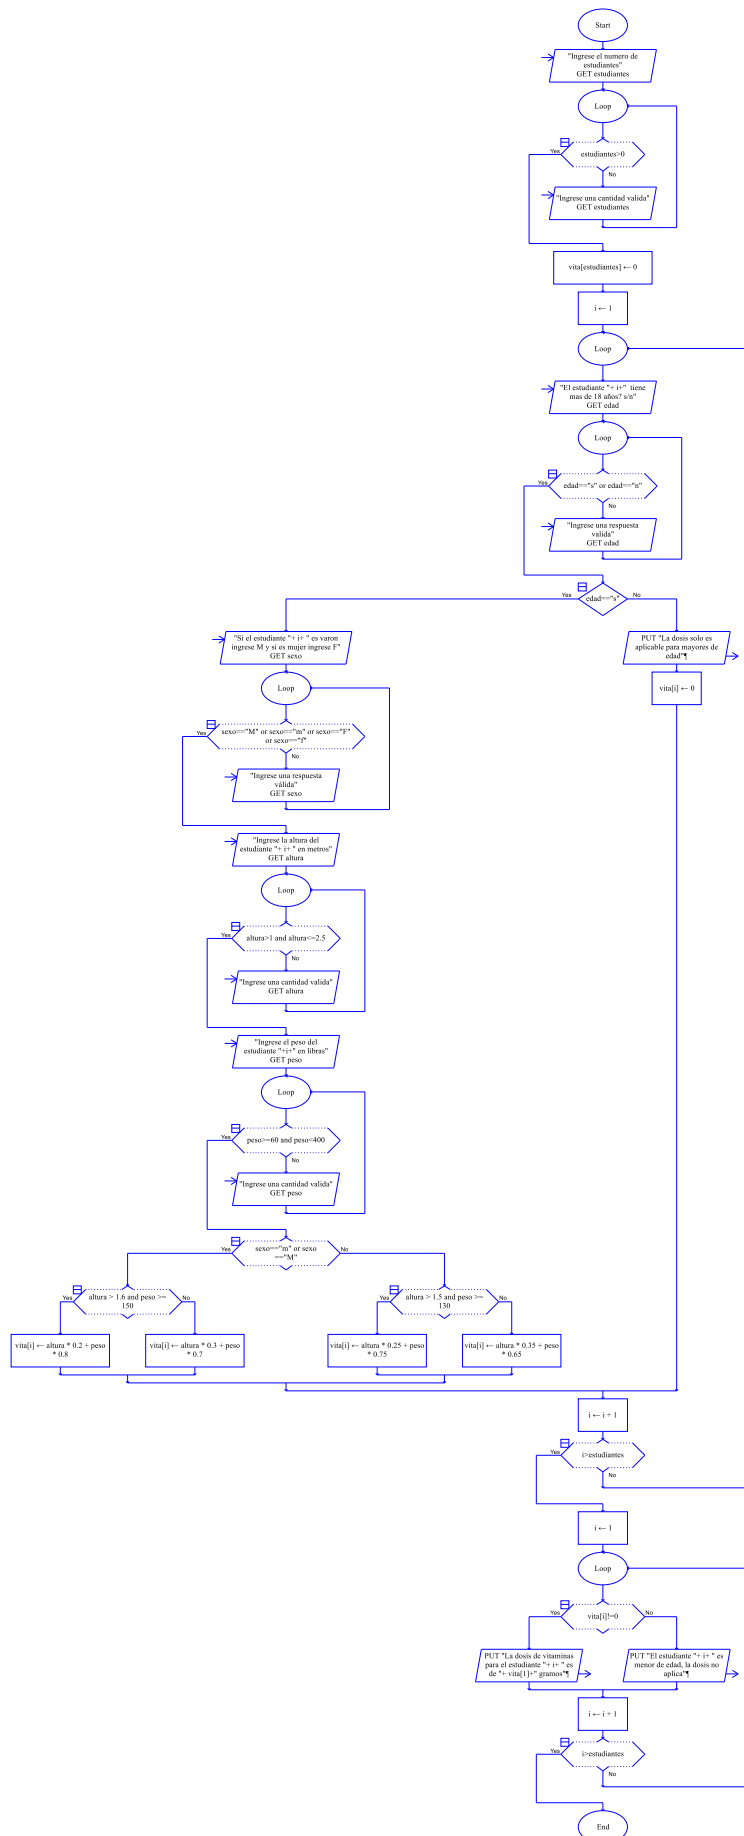 Start
"Ingrese el numero de
estudiantes"
GET estudiantes
Loop
estudiantes>0
Yes
No
"Ingrese una cantidad valida"
GET estudiantes
vita[estudiantes] ← 0
i ← 1
Loop
"El estudiante "+ i+"  tiene
mas de 18 años? s/n"
GET edad
Loop
edad=="s" or edad=="n"
Yes
No
"Ingrese una respuesta
valida"
GET edad
edad=="s"
Yes
No
"Si el estudiante "+ i+ " es varon
ingrese M y si es mujer ingrese F"
GET sexo
Loop
sexo=="M" or sexo=="m" or sexo=="F"
or sexo=="f"
Yes
No
"Ingrese una respuesta
válida"
GET sexo
"Ingrese la altura del
estudiante "+ i+ " en metros"
GET altura
Loop
altura>1 and altura<=2.5
Yes
No
"Ingrese una cantidad valida"
GET altura
"Ingrese el peso del
estudiante "+i+" en libras"
GET peso
Loop
peso>=60 and peso<400
Yes
No
"Ingrese una cantidad valida"
GET peso
sexo=="m" or sexo
=="M"
Yes
No
altura > 1.6 and peso >=
150
Yes
No
vita[i] ← altura * 0.2 + peso
* 0.8
vita[i] ← altura * 0.3 + peso
* 0.7
altura > 1.5 and peso >=
130
Yes
No
vita[i] ← altura * 0.25 + peso
* 0.75
vita[i] ← altura * 0.35 + peso
* 0.65
PUT "La dosis solo es
aplicable para mayores de
edad"¶
vita[i] ← 0
i ← i + 1
i>estudiantes
Yes
No
i ← 1
Loop
vita[i]!=0
Yes
No
PUT "La dosis de vitaminas
para el estudiante "+ i+ " es
de "+ vita[1]+" gramos"¶
PUT "El estudiante "+ i+ " es
menor de edad, la dosis no
aplica"¶
i ← i + 1
i>estudiantes
Yes
No
End